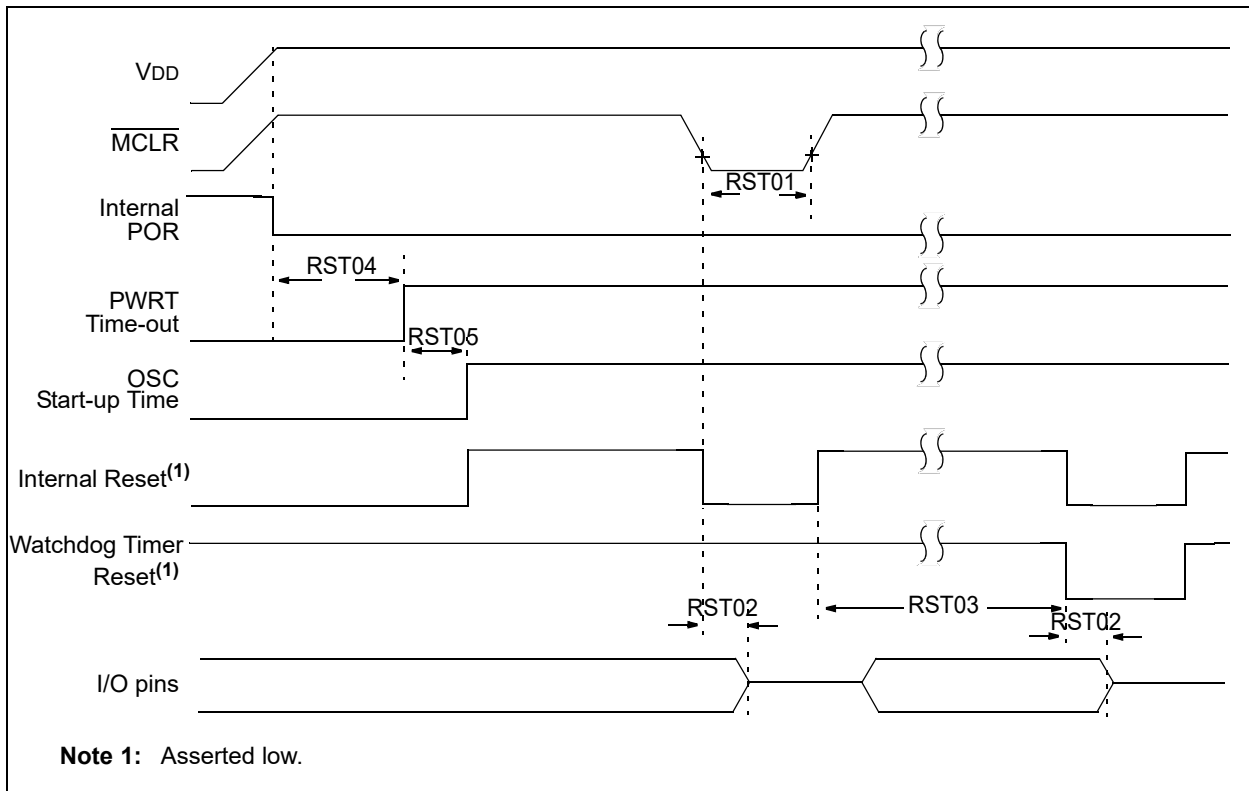 VDD
MCLR
RST01
Internal
POR
RST04
PWRT
Time-out
RST05
OSC
Start-up Time
Internal Reset(1)
Watchdog Timer
Reset(1)
RST02
RST03
RST02
I/O pins
Note 1: Asserted low.